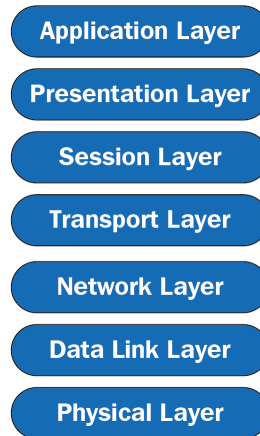 Application Layer
Presentation Layer
Session Layer
Transport Layer
Network Layer
Data Link Layer
Physical Layer